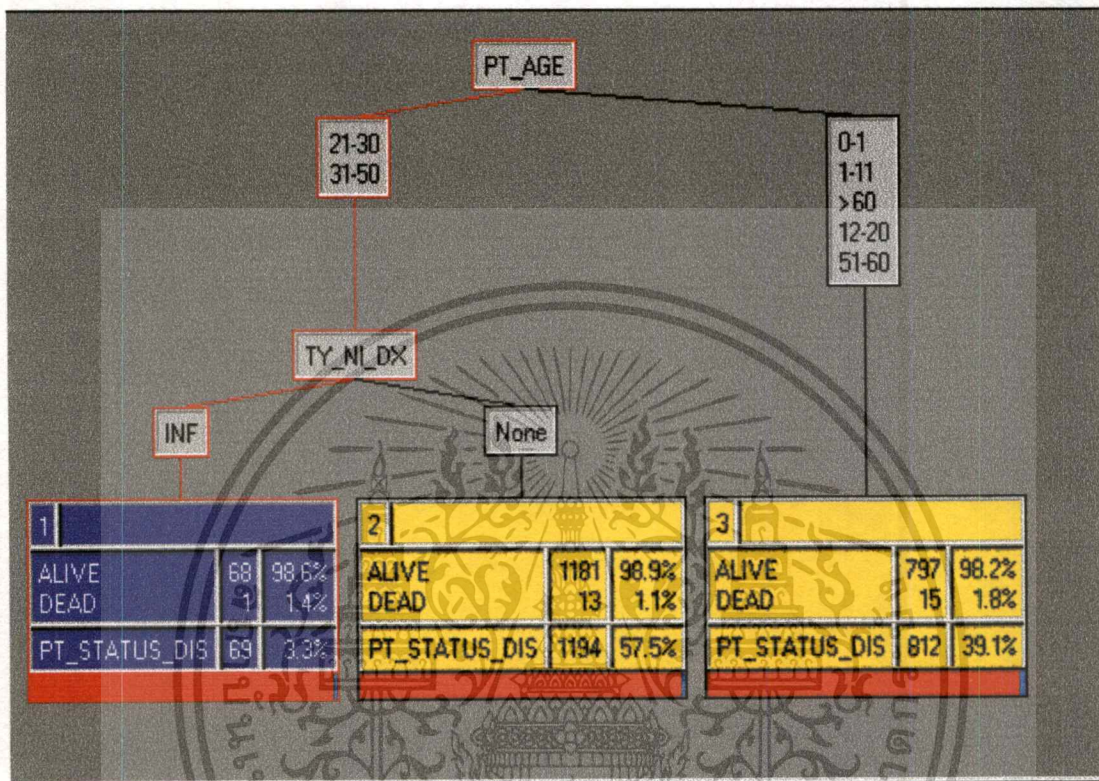 PT_AGE
21-30
31-50
0-1
1-11
>60
12-20
51-60
TY_NI_DX
INF
None
1
ALIVE 68 98.6%
DEAD 1 1.4%
PT_STATUS_DIS 69 3.3%
2
ALIVE 1181 98.9%
DEAD 13 1.1%
PT_STATUS_DIS 1194 57.5%
3
ALIVE 797 98.2%
DEAD 15 1.8%
PT_STATUS_DIS 812 39.1%